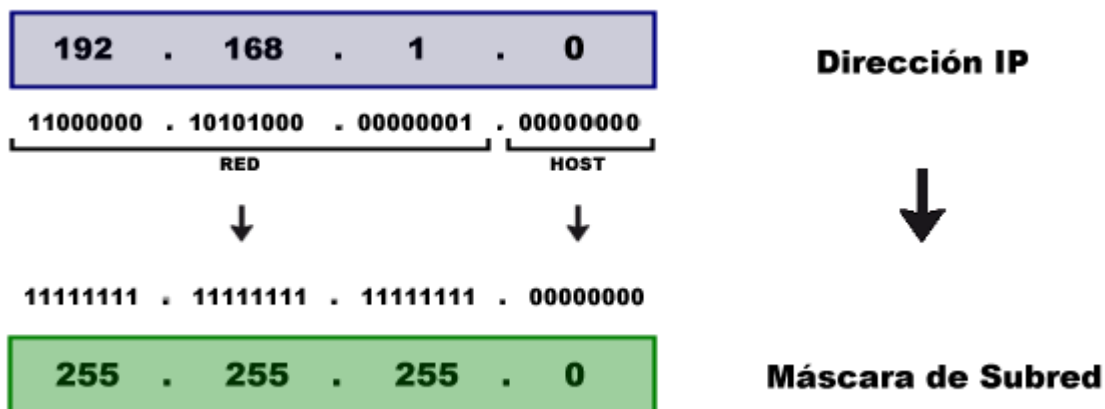 192 . 168 . 1 . 0
Dirección IP
11000000 . 10101000 . 00000001 . 00000000
RED HOST
11111111 . 11111111 . 11111111 . 00000000
255 . 255 . 255 . 0
Máscara de Subred